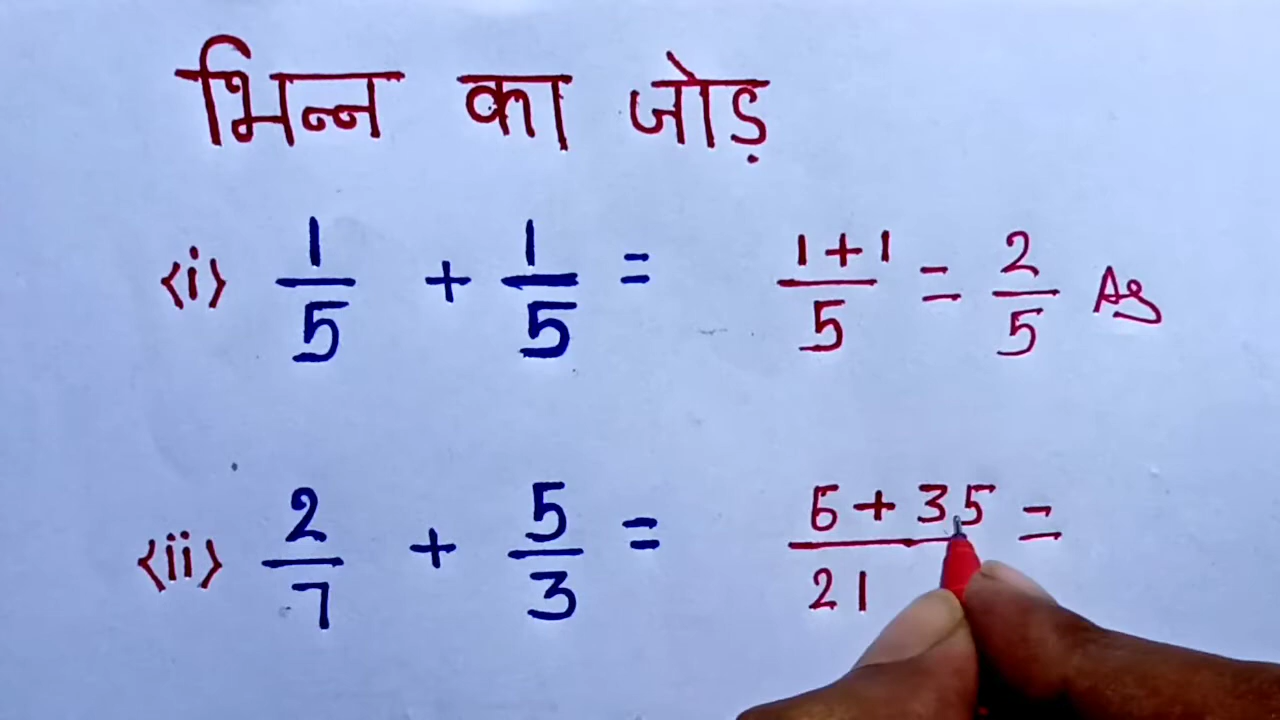 भिन्न का जोड़
(i) 1/5 + 1/5 = 1+1/5 = 2/5 As
(ii) 2/7 + 5/3 = 6+35/21 =